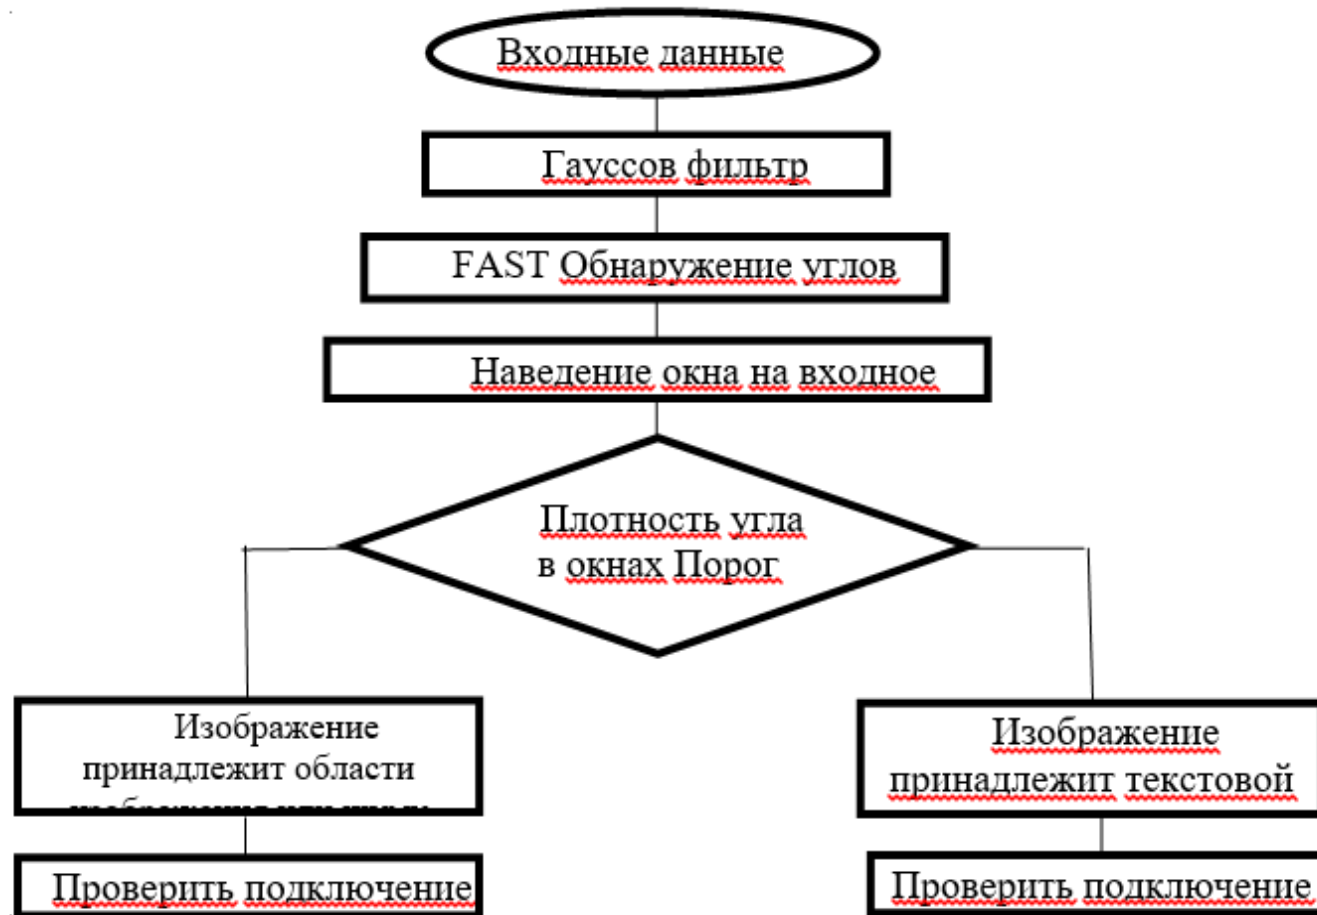 Входные данные
Гауссов фильтр
FAST Обнаружение углов
Наведение окна на входное
Плотность угла
в окнах Порог
Изображение
принадлежит области
Изображение
принадлежит текстовой
Проверить подключение
Проверить подключение